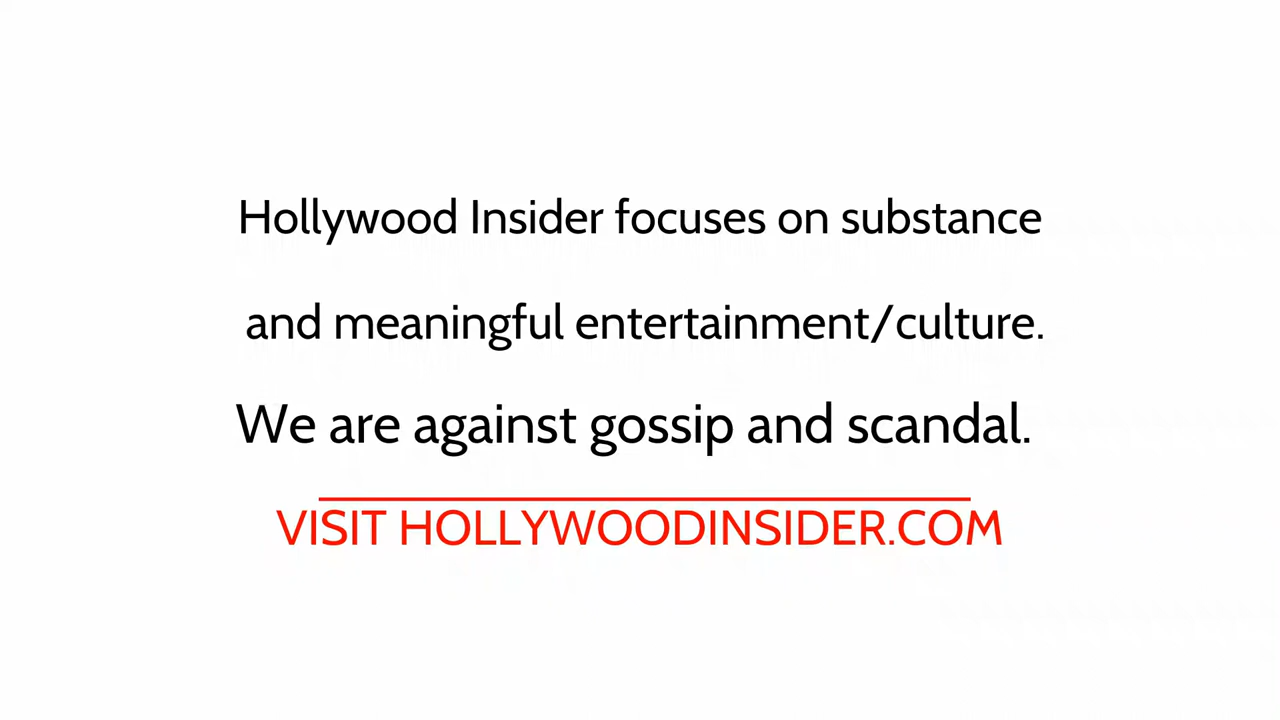 Hollywood Insider focuses on substance
and meaningful entertainment/culture.
We are against gossip and scandal.
VISIT HOLLYWOODINSIDER.COM